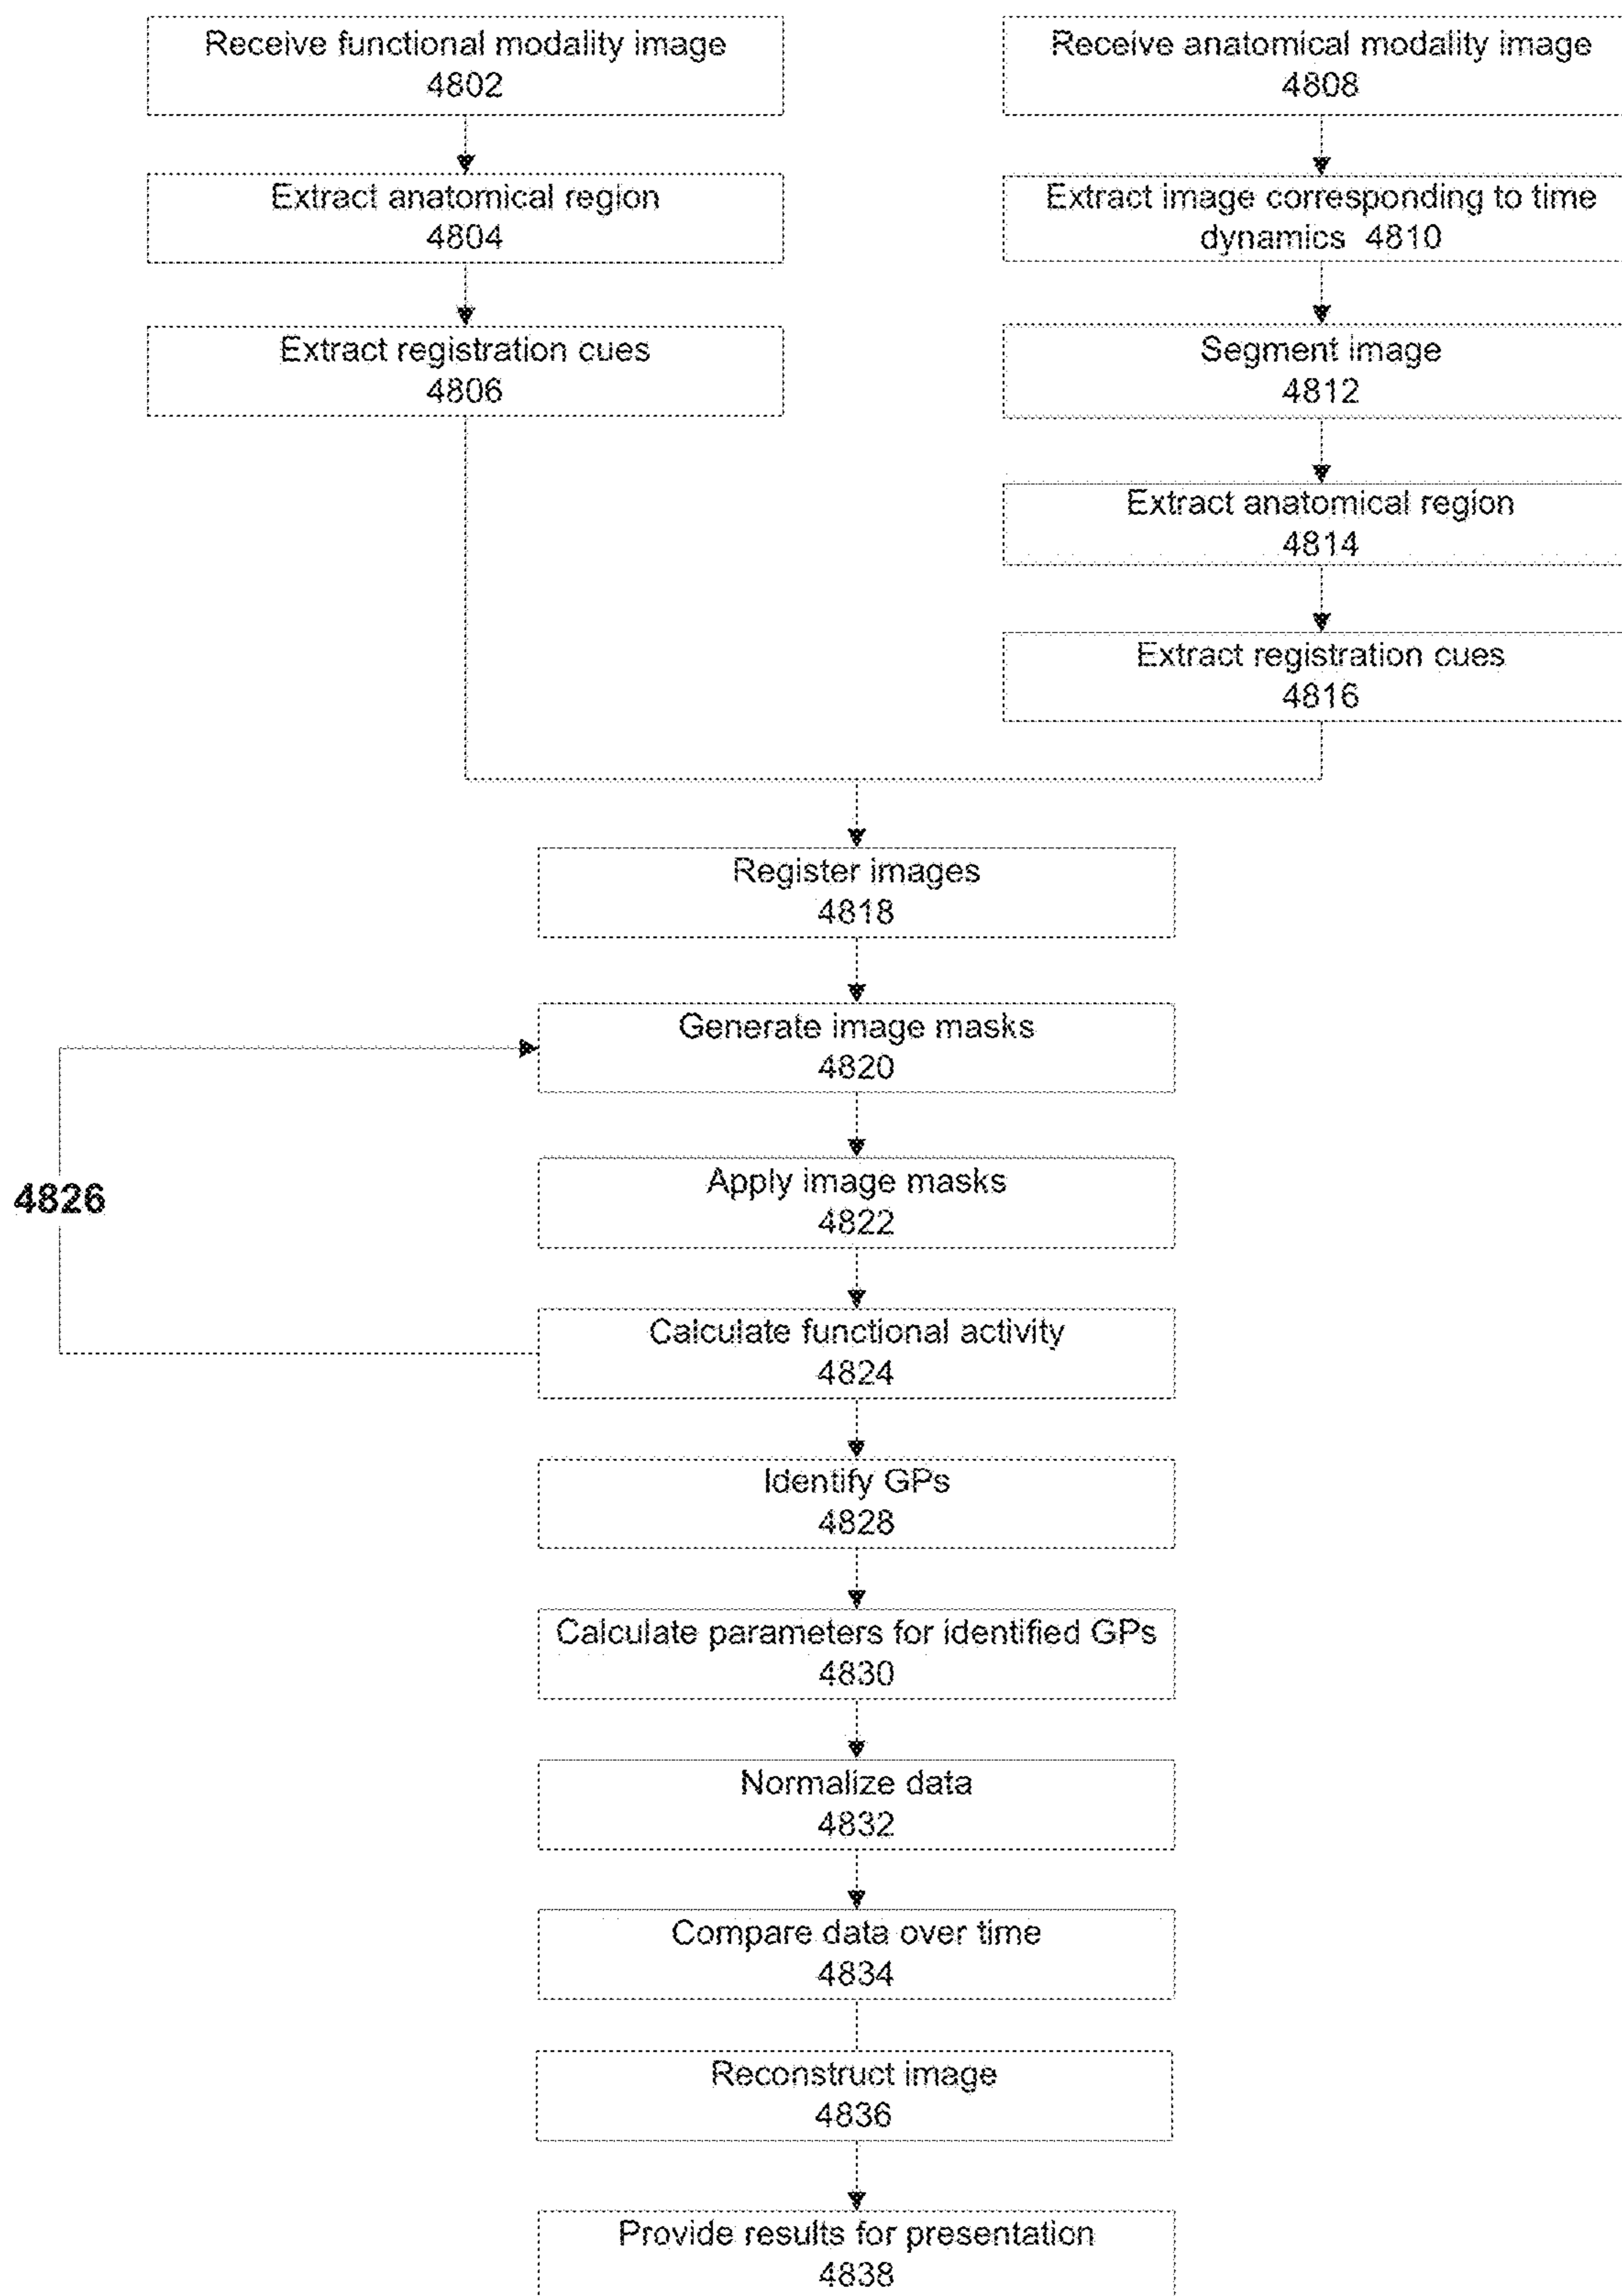 Receive functional modality image
4802
Extract anatomical region
4804
Extract registration cues
4806
Receive anatomical modality image
4808
Extract image corresponding to time
dynamics 4810
Segment image
4812
Extract anatomical region
4814
Extract registration cues
4816
Register images
4818
Generate image masks
4820
Apply image masks
4822
4826
Calculate functional activity
4824
Identify GPs
4828
Calculate parameters for identified GPs
4830
Normalize data
4832
Compare data over time
4834
Reconstruct image
4836
Provide results for presentation
4838